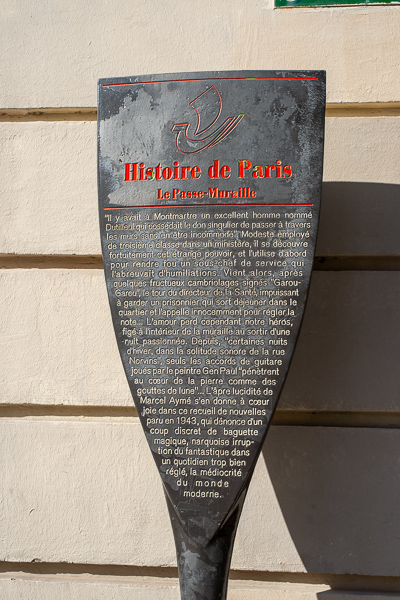 Histoire de Paris
Le Passe-Muraille
"Il y avait à Montmartre un excellent homme nommé
Dutilleul qui possédait le don singulier de passer à travers
les murs sans en être incommodé". Modeste employé
de troisième classe dans un ministère, il se découvre
fortuitement cet étrange pouvoir, et l'utilise d'abord
pour rendre fou un sous-chef de service qui
l'abreuvait d'humiliations. Vient alors, après
quelques fructueux cambriolages signés "Garou-
Garou", le tour du directeur de la Santé, impuissant
à garder un prisonnier qui sort déjeuner dans le
quartier et l'appelle innocemment pour régler la
note... L'amour perd cependant notre héros,
figé à l'intérieur de la muraille au sortir d'une
nuit passionnée. Depuis, "certaines nuits
d'hiver, dans la solitude sonore de la rue
Norvins", seuls les accords de guitare
joués par le peintre Gen Paul "pénètrent
au cœur de la pierre comme des
gouttes de lune"... L'âpre lucidité de
Marcel Aymé s'en donne à cœur
joie dans ce recueil de nouvelles
paru en 1943, qui dénonce d'un
coup discret de baguette
magique, narquoise irrup-
tion du fantastique dans
un quotidien trop bien
réglé, la médiocrité
du monde
moderne.